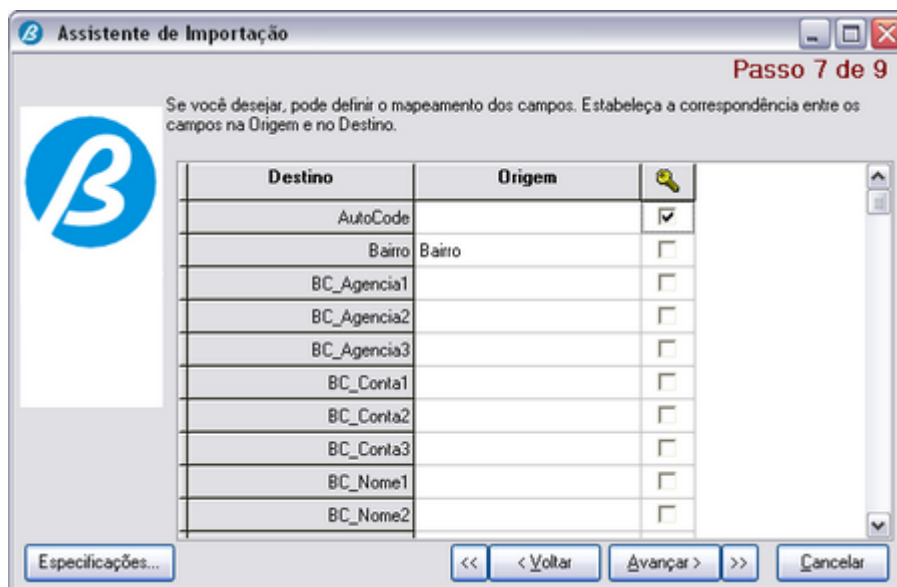 Assistente de Importação
Passo 7 de 9
Se você desejar, pode definir o mapeamento dos campos. Estabeleça a correspondência entre os
campos na Origem e no Destino.
Destino Origem
AutoCode
Bairro Bairro
BC_Agencia1
BC_Agencia2
BC_Agencia3
BC_Conta1
BC_Conta2
BC_Conta3
BC_Nome1
BC_Nome2
Especificações... << < Voltar Avançar > >> Cancelar